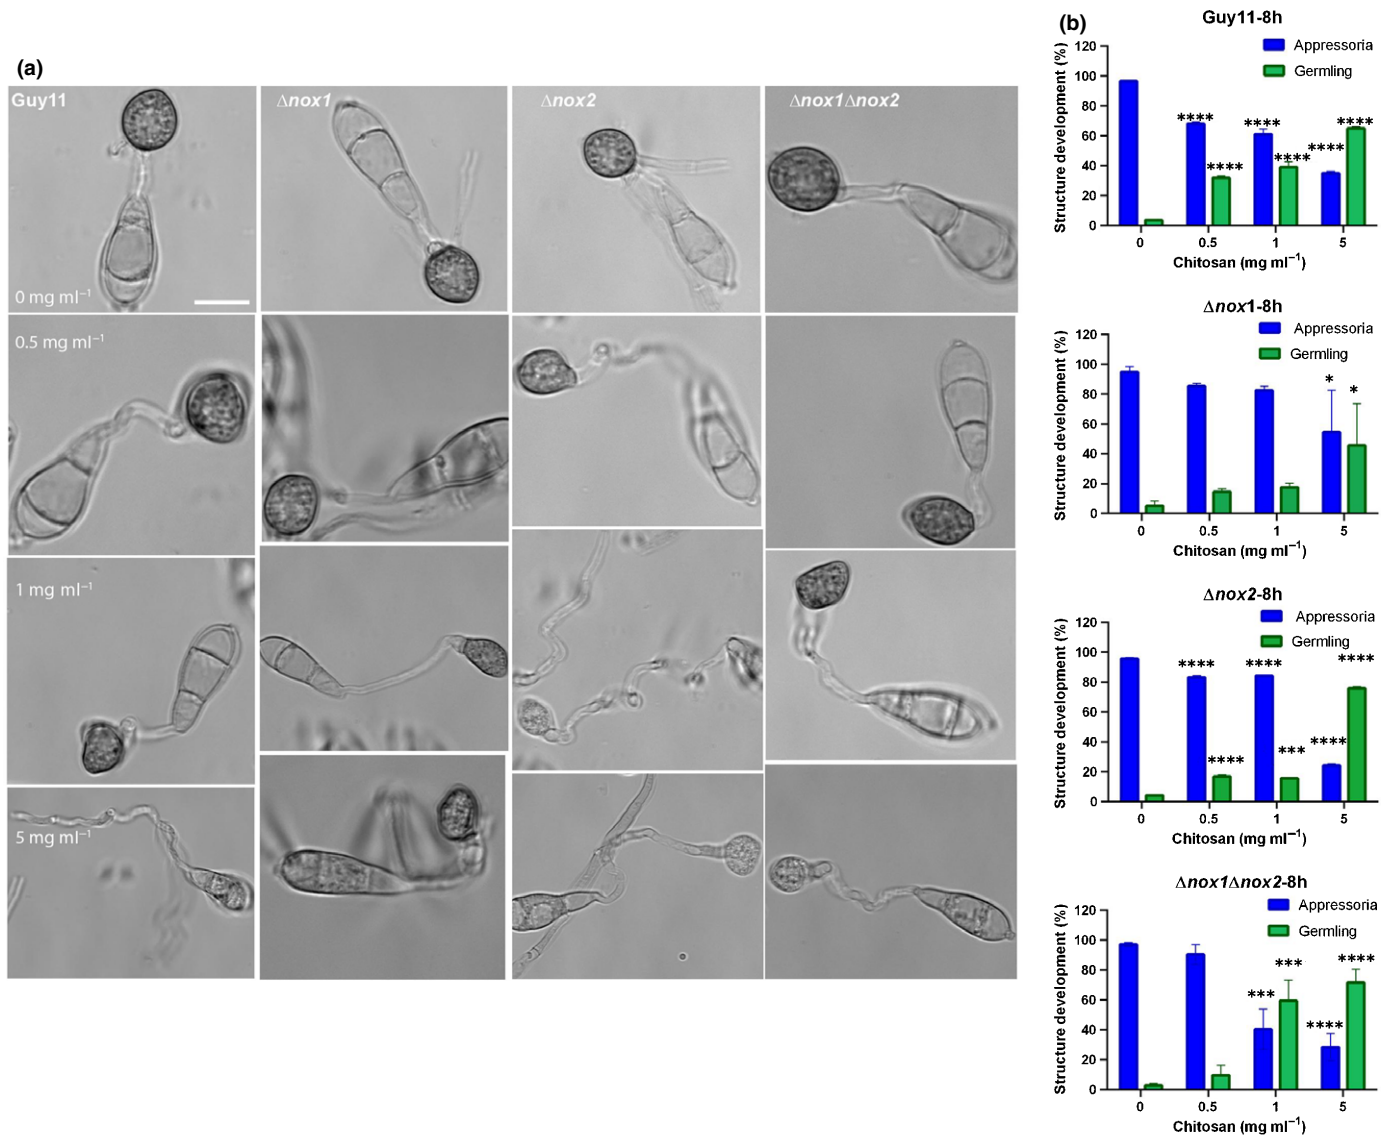 (a)
Guy11
Δnox1
Δnox2
Δnox1Δnox2
0 mg ml⁻¹
0.5 mg ml⁻¹
1 mg ml⁻¹
5 mg ml⁻¹
(b)
Guy11-8h
Appressoria
Germling
Structure development (%)
120
100
80
60
40
20
0
**** **** **** ****
**** ****
0 0.5 1 5
Chitosan (mg ml⁻¹)
Δnox1-8h
Appressoria
Germling
Structure development (%)
120
100
80
60
40
20
0
* *
0 0.5 1 5
Chitosan (mg ml⁻¹)
Δnox2-8h
Appressoria
Germling
Structure development (%)
120
100
80
60
40
20
0
**** **** ****
**** *** ****
0 0.5 1 5
Chitosan (mg ml⁻¹)
Δnox1Δnox2-8h
Appressoria
Germling
Structure development (%)
120
100
80
60
40
20
0
*** *** **** ****
0 0.5 1 5
Chitosan (mg ml⁻¹)